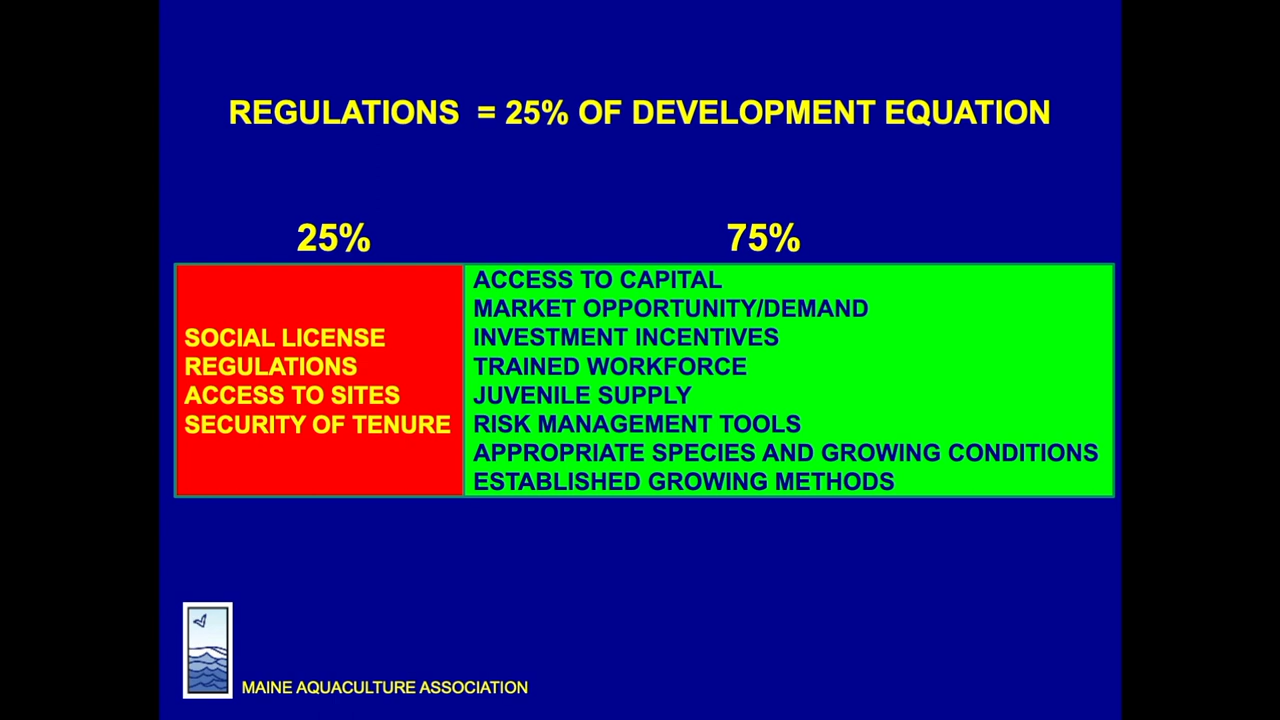 REGULATIONS = 25% OF DEVELOPMENT EQUATION
25%
75%
SOCIAL LICENSE
REGULATIONS
ACCESS TO SITES
SECURITY OF TENURE
ACCESS TO CAPITAL
MARKET OPPORTUNITY/DEMAND
INVESTMENT INCENTIVES
TRAINED WORKFORCE
JUVENILE SUPPLY
RISK MANAGEMENT TOOLS
APPROPRIATE SPECIES AND GROWING CONDITIONS
ESTABLISHED GROWING METHODS
MAINE AQUACULTURE ASSOCIATION